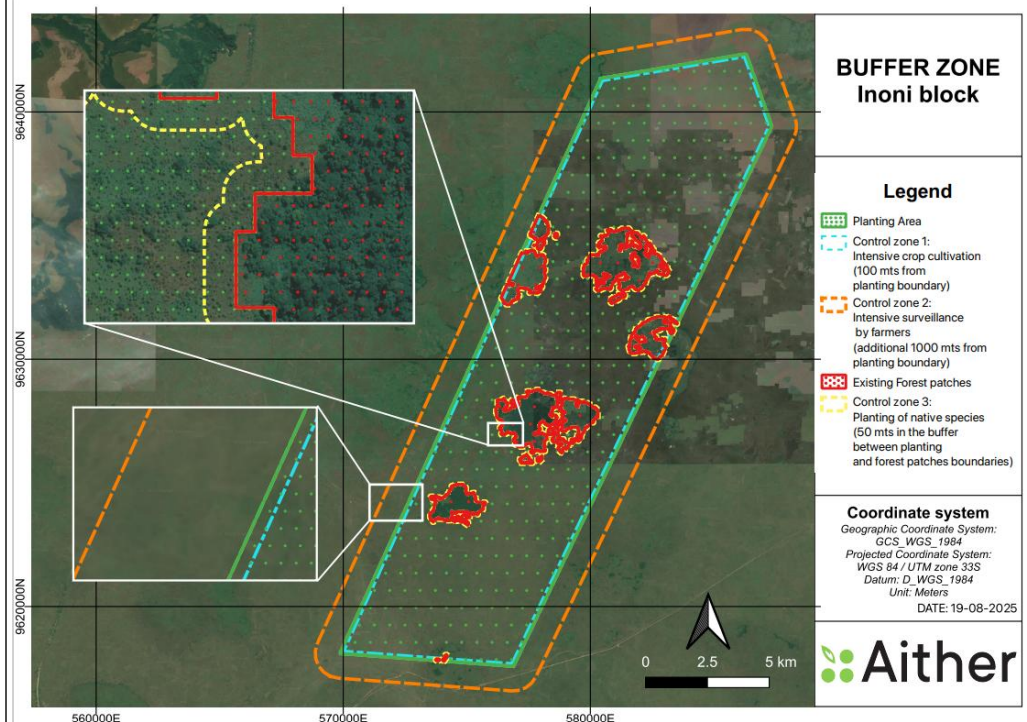 BUFFER ZONE
Inoni block
Legend
Planting Area
Control zone 1:
Intensive crop cultivation
(100 mts from
planting boundary)
Control zone 2:
Intensive surveillance
by farmers
(additional 1000 mts from
planting boundary)
Existing Forest patches
Control zone 3:
Planting of native species
(50 mts in the buffer
between planting
and forest patches boundaries)
Coordinate system
Geographic Coordinate System:
GCS_WGS_1984
Projected Coordinate System:
WGS 84 / UTM zone 33S
Datum: D_WGS_1984
Unit: Meters
DATE: 19-08-2025
Aither
9640000N
9630000N
9620000N
0 2.5 5 km
560000E 570000E 580000E